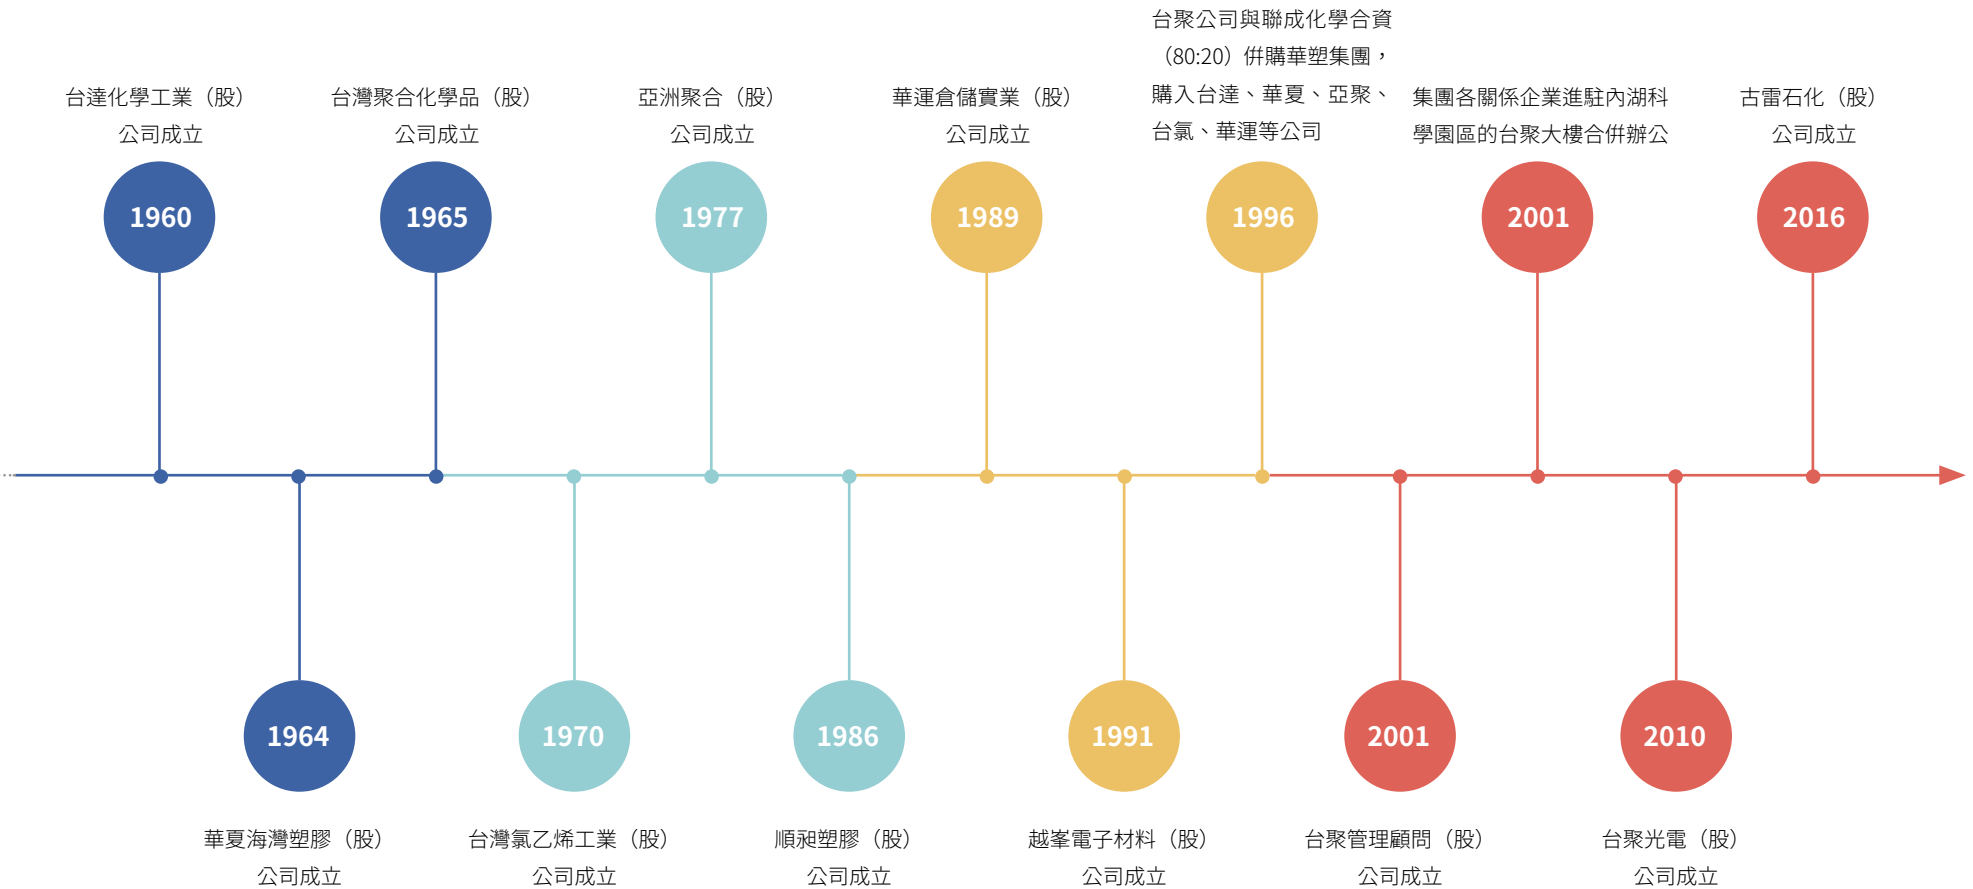 台達化學工業（股）
公司成立
1960
華夏海灣塑膠（股）
公司成立
1964
台灣聚合化學品（股）
公司成立
1965
台灣氯乙烯工業（股）
公司成立
1970
亞洲聚合（股）
公司成立
1977
順昶塑膠（股）
公司成立
1986
華運倉儲實業（股）
公司成立
1989
越峯電子材料（股）
公司成立
1991
台聚公司與聯成化學合資
（80:20）併購華塑集團，
購入台達、華夏、亞聚、
台氯、華運等公司
1996
台聚管理顧問（股）
公司成立
2001
集團各關係企業進駐內湖科
學園區的台聚大樓合併辦公
2001
台聚光電（股）
公司成立
2010
古雷石化（股）
公司成立
2016